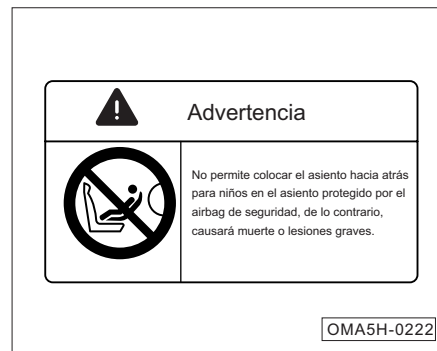 Advertencia
No permite colocar el asiento hacia atrás
para niños en el asiento protegido por el
airbag de seguridad, de lo contrario,
causará muerte o lesiones graves.
OMA5H-0222